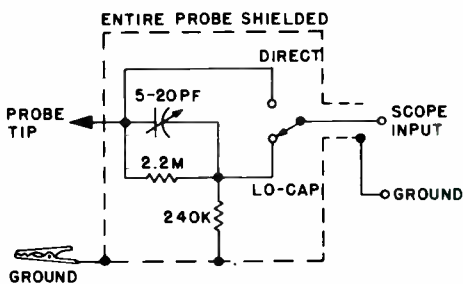 ENTIRE PROBE SHIELDED
DIRECT
5-20PF
PROBE
TIP
SCOPE
INPUT
2.2M
LO-CAP
240K
GROUND
GROUND